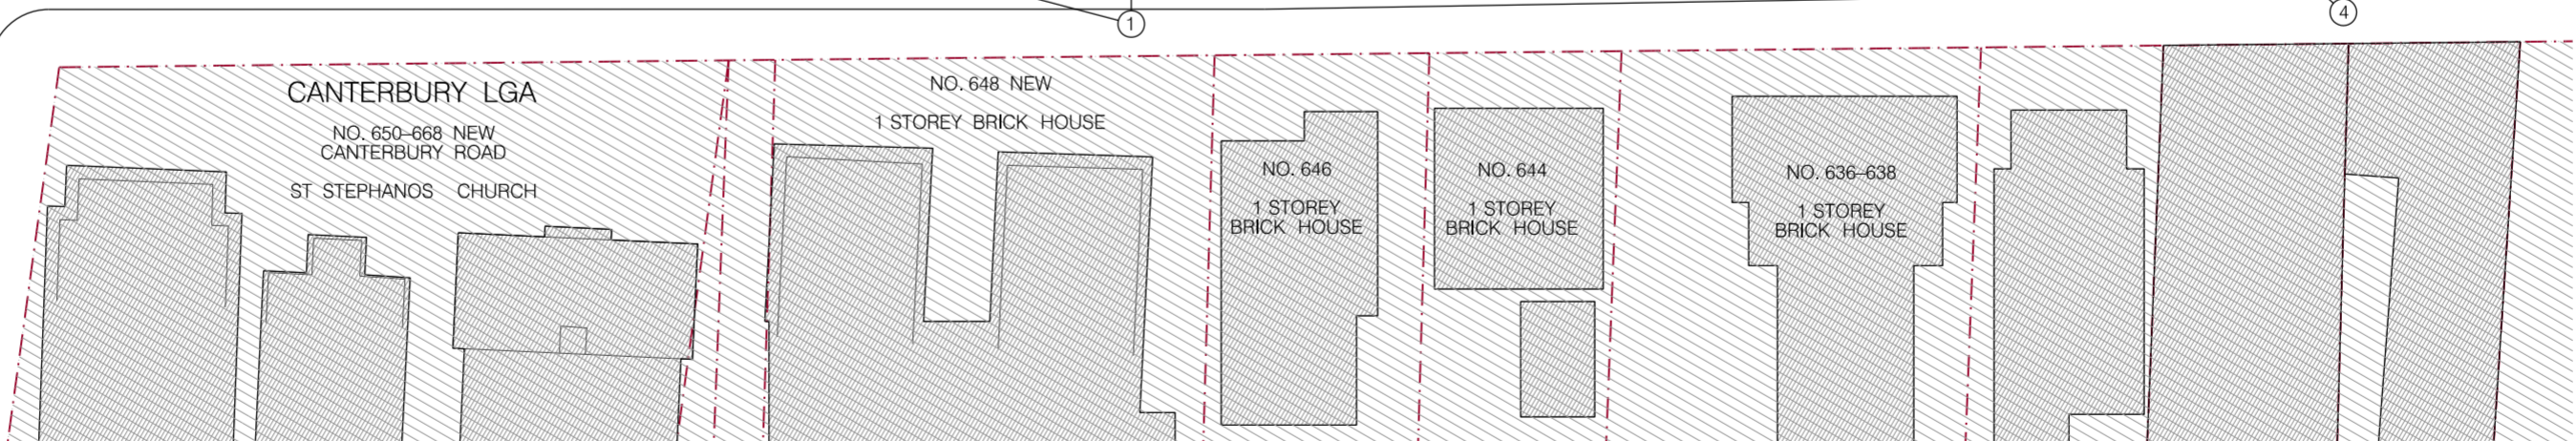 1
4
CANTERBURY LGA
NO. 650–668 NEW
CANTERBURY ROAD
ST STEPHANOS CHURCH
NO. 648 NEW
1 STOREY BRICK HOUSE
NO. 646
1 STOREY
BRICK HOUSE
NO. 644
1 STOREY
BRICK HOUSE
NO. 636–638
1 STOREY
BRICK HOUSE